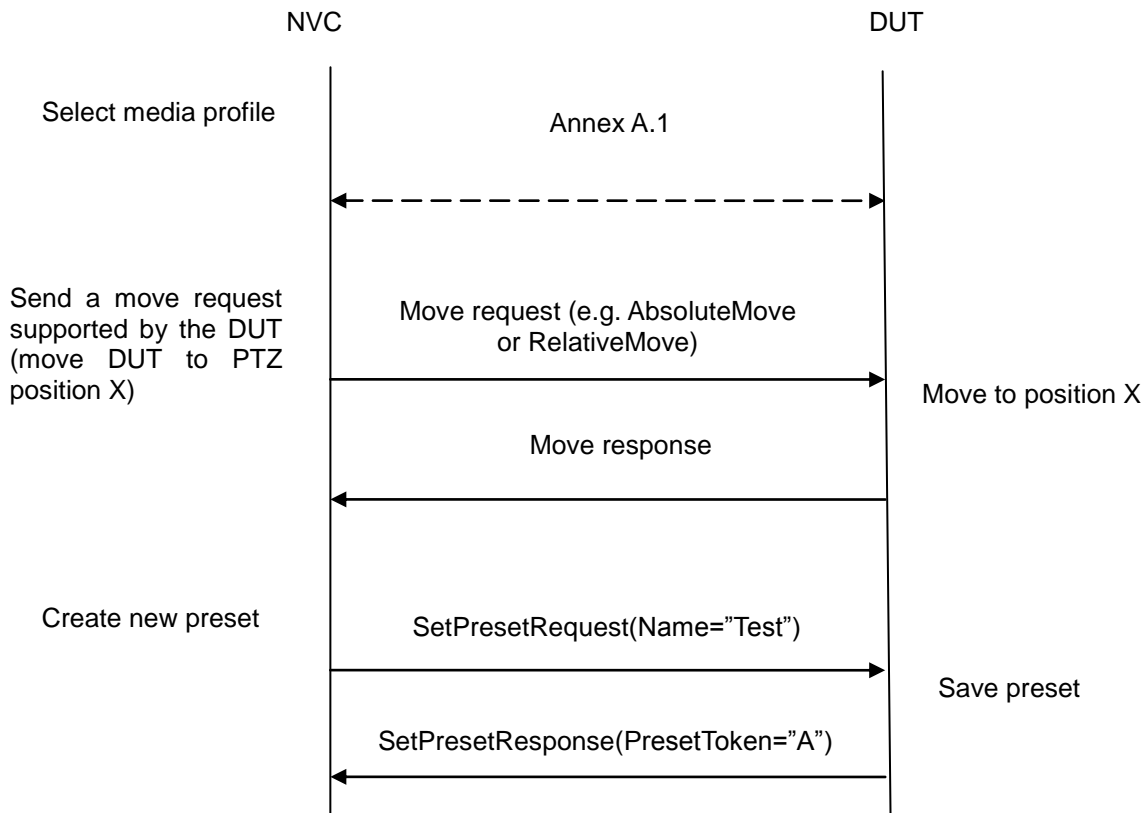 NVC DUT
Select media profile
Annex A.1
Send a move request
supported by the DUT
(move DUT to PTZ
position X)
Move request (e.g. AbsoluteMove
or RelativeMove)
Move to position X
Move response
Create new preset
SetPresetRequest(Name=”Test”)
Save preset
SetPresetResponse(PresetToken=”A”)